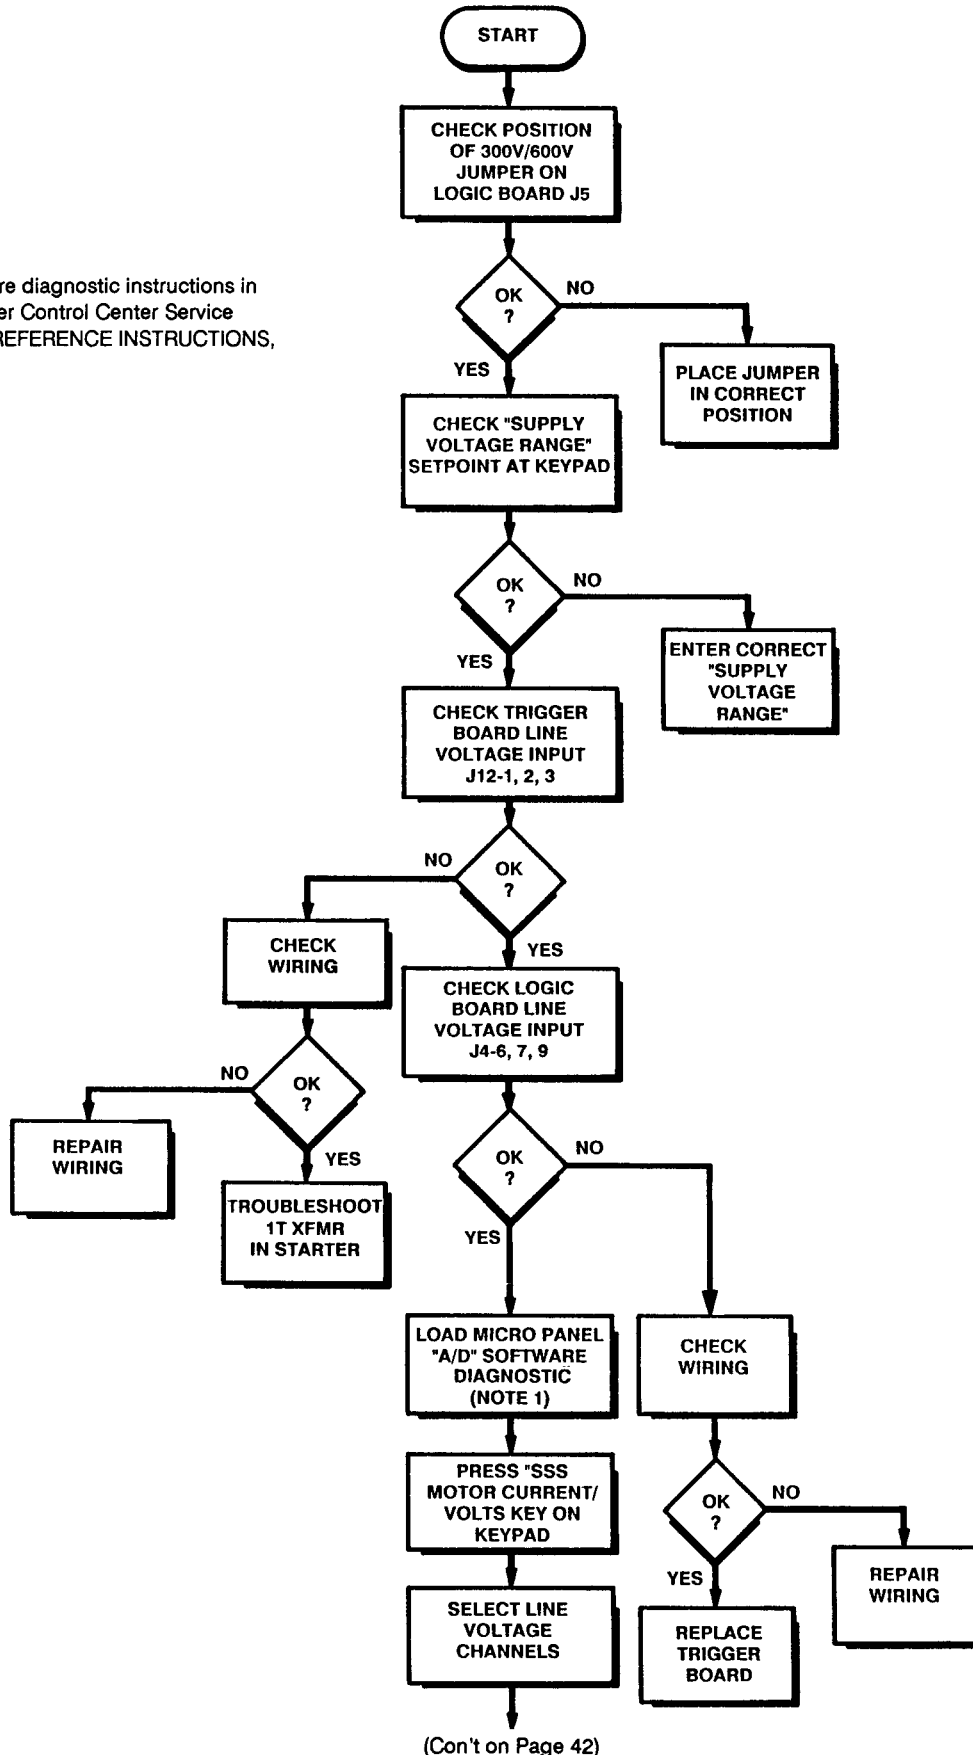 START
CHECK POSITION
OF 300V/600V
JUMPER ON
LOGIC BOARD J5
re diagnostic instructions in
er Control Center Service
REFERENCE INSTRUCTIONS,
OK
?
NO
YES
PLACE JUMPER
IN CORRECT
POSITION
CHECK "SUPPLY
VOLTAGE RANGE"
SETPOINT AT KEYPAD
OK
?
NO
YES
ENTER CORRECT
"SUPPLY
VOLTAGE
RANGE"
CHECK TRIGGER
BOARD LINE
VOLTAGE INPUT
J12-1, 2, 3
OK
?
NO
YES
CHECK
WIRING
CHECK LOGIC
BOARD LINE
VOLTAGE INPUT
J4-6, 7, 9
OK
?
NO
YES
REPAIR
WIRING
TROUBLESHOOT
1T XFMR
IN STARTER
OK
?
NO
YES
LOAD MICRO PANEL
"A/D" SOFTWARE
DIAGNOSTIC
(NOTE 1)
CHECK
WIRING
PRESS "SSS
MOTOR CURRENT/
VOLTS KEY ON
KEYPAD
OK
?
NO
YES
REPAIR
WIRING
SELECT LINE
VOLTAGE
CHANNELS
REPLACE
TRIGGER
BOARD
(Con't on Page 42)